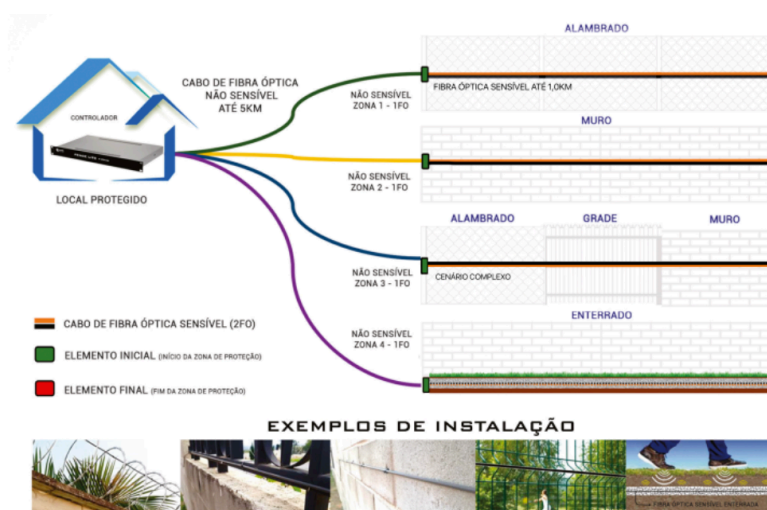 ALAMBRADO
CABO DE FIBRA ÓPTICA
NÃO SENSÍVEL
ATÉ 5KM
CONTROLADOR
LOCAL PROTEGIDO
NÃO SENSÍVEL
ZONA 1 - 1FO
FIBRA ÓPTICA SENSÍVEL ATÉ 1,0KM
MURO
NÃO SENSÍVEL
ZONA 2 - 1FO
ALAMBRADO
GRADE
MURO
NÃO SENSÍVEL
ZONA 3 - 1FO
CENÁRIO COMPLEXO
ENTERRADO
NÃO SENSÍVEL
ZONA 4 - 1FO
CABO DE FIBRA ÓPTICA SENSÍVEL (2FO)
ELEMENTO INICIAL (INÍCIO DA ZONA DE PROTEÇÃO)
ELEMENTO FINAL (FIM DA ZONA DE PROTEÇÃO)
EXEMPLOS DE INSTALAÇÃO
FIBRA ÓPTICA SENSÍVEL ENTERRADA